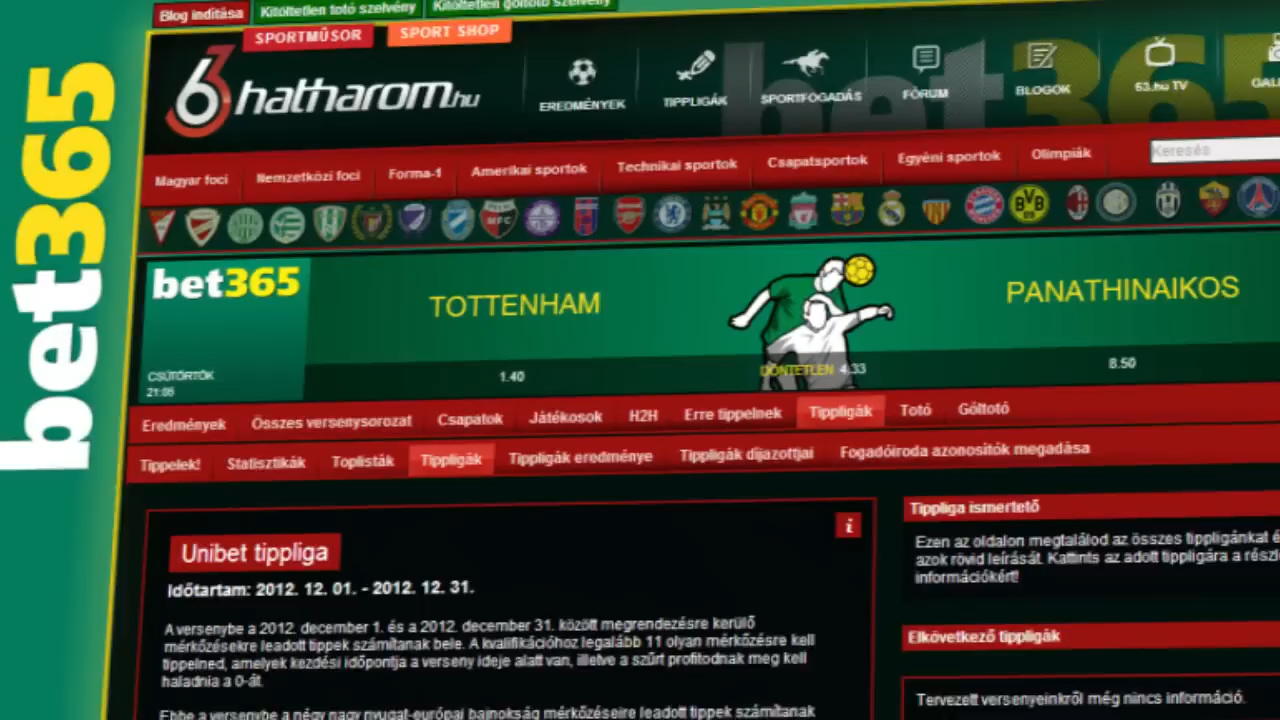 Blog indítása
Kitöltetlen totó szelvény
Kitöltetlen góltotó szelvény
SPORTMŰSOR
SPORT SHOP
bet365
63 hatharom.hu
EREDMÉNYEK
TIPPLIGÁK
SPORTFOGADÁS
FÓRUM
BLOGOK
63.hu TV
bet365
Keresés
Magyar foci
Nemzetközi foci
Forma-1
Amerikai sportok
Technikai sportok
Csapatsportok
Egyéni sportok
Olimpiák
bet365
TOTTENHAM
PANATHINAIKOS
CSÜTÖRTÖK
21:05
1.40
DÖNTETLEN 4.33
8.50
Eredmények
Összes versenysorozat
Csapatok
Játékosok
H2H
Erre tippelnek
Tippligák
Totó
Góltotó
Tippelek!
Statisztikák
Toplisták
Tippligák
Tippligák eredménye
Tippligák díjazottjai
Fogadóiroda azonosítók megadása
Unibet tippliga
Időtartam: 2012. 12. 01. - 2012. 12. 31.
A versenybe a 2012. december 1. és a 2012. december 31. között megrendezésre kerülő
mérkőzésekre leadott tippek számítanak bele. A kvalifikációhoz legalább 11 olyan mérkőzésre kell
tippelned, amelyek kezdési időpontja a verseny ideje alatt van, illetve a szűrt profitodnak meg kell
haladnia a 0-át.
Ebbe a versenybe a négy nagy nyugat-európai bajnokság mérkőzéseire leadott tippek számítanak
Tippliga ismertető
Ezen az oldalon megtalálod az összes tippligánkat é
azok rövid leírását. Kattints az adott tippligára a
információkért!
Elkövetkező tippligák
Tervezett versenyeinkről még nincs információ.